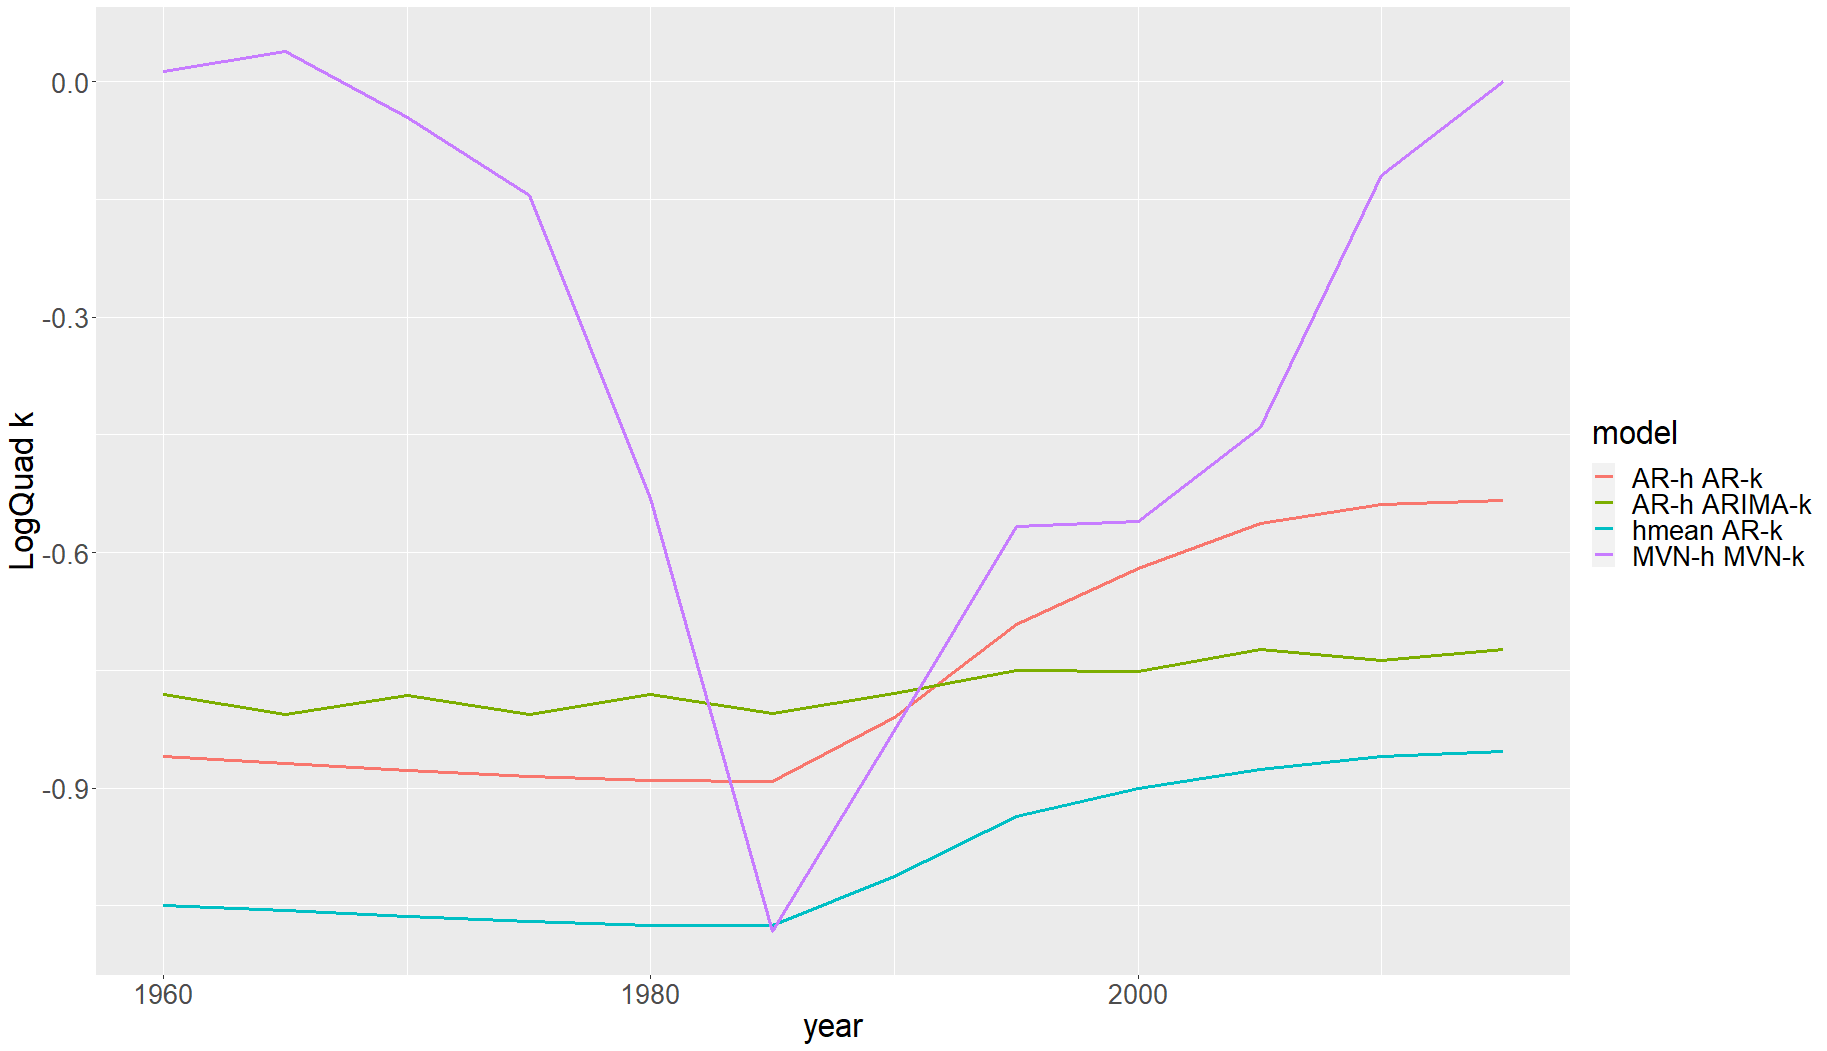 0.0
-0.3
-0.6
-0.9
LogQuad k
1960
1980
2000
year
model
AR-h AR-k
AR-h ARIMA-k
hmean AR-k
MVN-h MVN-k